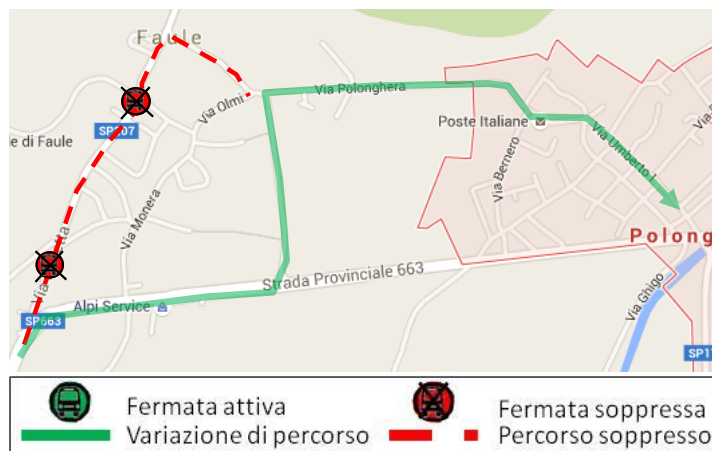 Faule
Via Polonghera
Via Olmi
Poste Italiane
Via Umberto I
Via Bernero
e di Faule
Via Monera
Polong
Strada Provinciale 663
Alpi Service
SP663
Via Ghigo
SP1
Fermata attiva
Fermata soppressa
Variazione di percorso
Percorso soppresso